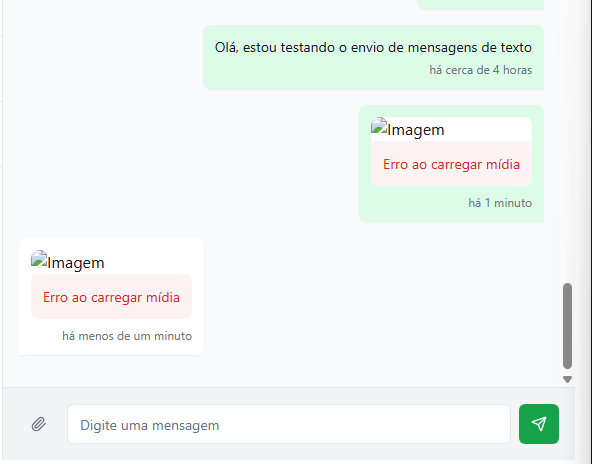 Olá, estou testando o envio de mensagens de texto
há cerca de 4 horas
Imagem
Erro ao carregar mídia
há 1 minuto
Imagem
Erro ao carregar mídia
há menos de um minuto
Digite uma mensagem